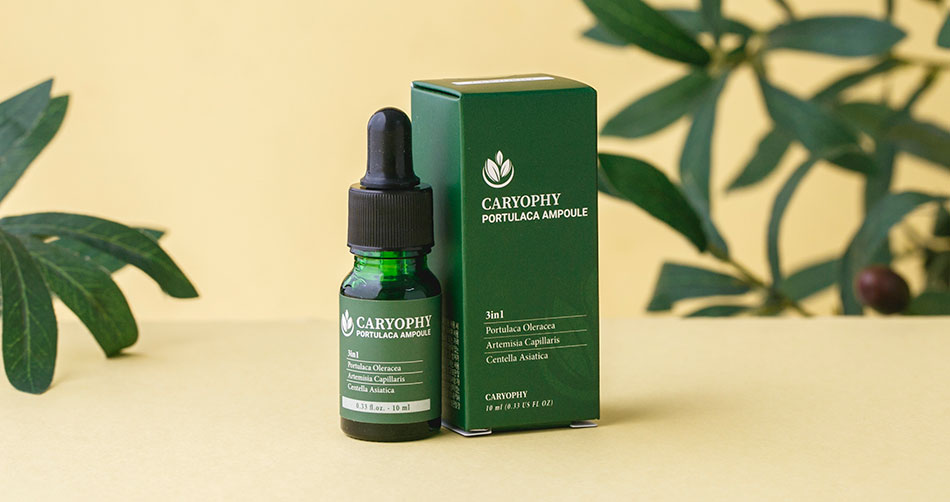 CARYOPHY
PORTULACA AMPOULE
3in1
Portulaca Oleracea
Artemisia Capillaris
Centella Asiatica
0.33 fl.oz. - 10 ml
CARYOPHY
PORTULACA AMPOULE
3in1
Portulaca Oleracea
Artemisia Capillaris
Centella Asiatica
CARYOPHY
10 ml (0.33 US FL OZ)